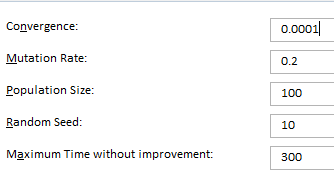 Convergence: 0.0001
Mutation Rate: 0.2
Population Size: 100
Random Seed: 10
Maximum Time without improvement: 300